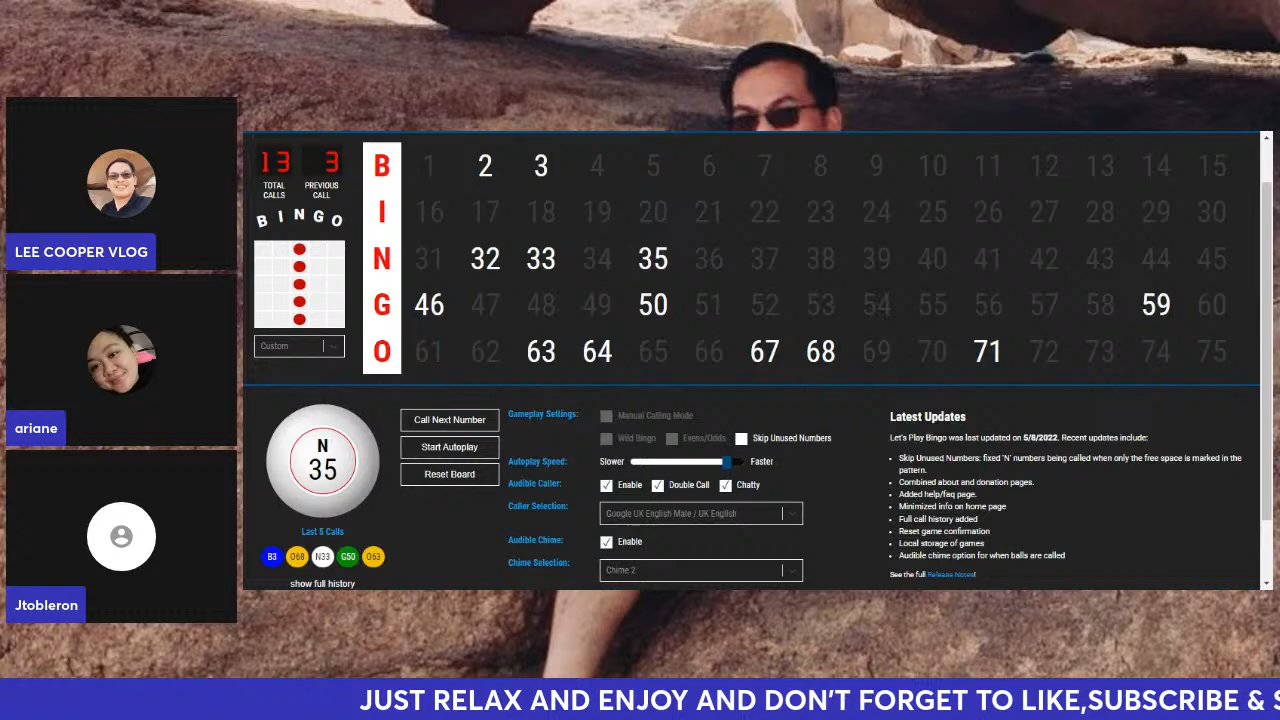 LEE COOPER VLOG
ariane
Jtobleron
13 3
TOTAL CALLS PREVIOUS CALL
B I N G O
Custom
B 1 2 3 4 5 6 7 8 9 10 11 12 13 14 15
I 16 17 18 19 20 21 22 23 24 25 26 27 28 29 30
N 31 32 33 34 35 36 37 38 39 40 41 42 43 44 45
G 46 47 48 49 50 51 52 53 54 55 56 57 58 59 60
O 61 62 63 64 65 66 67 68 69 70 71 72 73 74 75
N
35
Last 5 Calls
B3 O68 N33 G50 O63
show full history
Call Next Number
Start Autoplay
Reset Board
Gameplay Settings: Manual Calling Mode
Wild Bingo Evens/Odds Skip Unused Numbers
Autoplay Speed: Slower Faster
Audible Caller: Enable Double Call Chatty
Caller Selection: Google UK English Male / UK English
Audible Chime: Enable
Chime Selection: Chime 2
Latest Updates
Let's Play Bingo was last updated on 5/8/2022. Recent updates include:
Skip Unused Numbers: fixed 'N' numbers being called when only the free space is marked in the
pattern.
Combined about and donation pages.
Added help/faq page.
Minimized info on home page
Full call history added
Reset game confirmation
Local storage of games
Audible chime option for when balls are called
See the full Release Notes!
JUST RELAX AND ENJOY AND DON'T FORGET TO LIKE,SUBSCRIBE & S